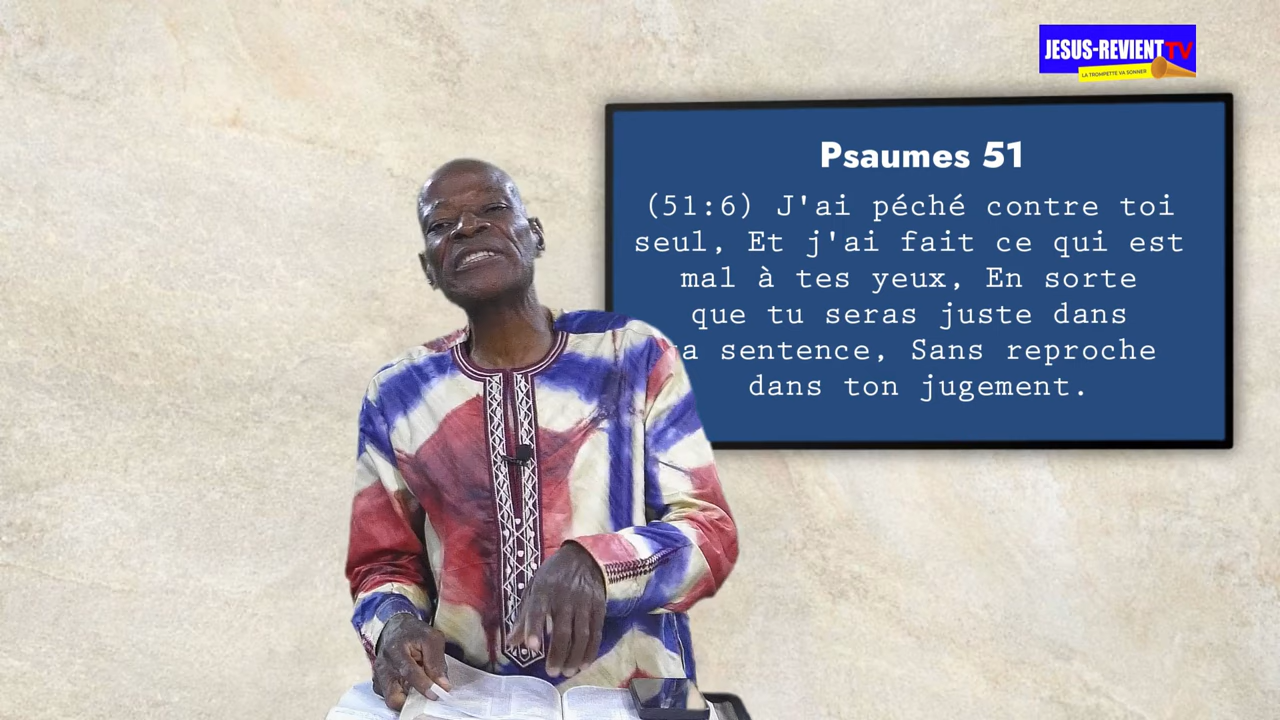 JESUS-REVIENT TV
LA TROMPETTE VA SONNER
Psaumes 51
(51:6) J'ai péché contre toi
seul, Et j'ai fait ce qui est
mal à tes yeux, En sorte
que tu seras juste dans
a sentence, Sans reproche
dans ton jugement.